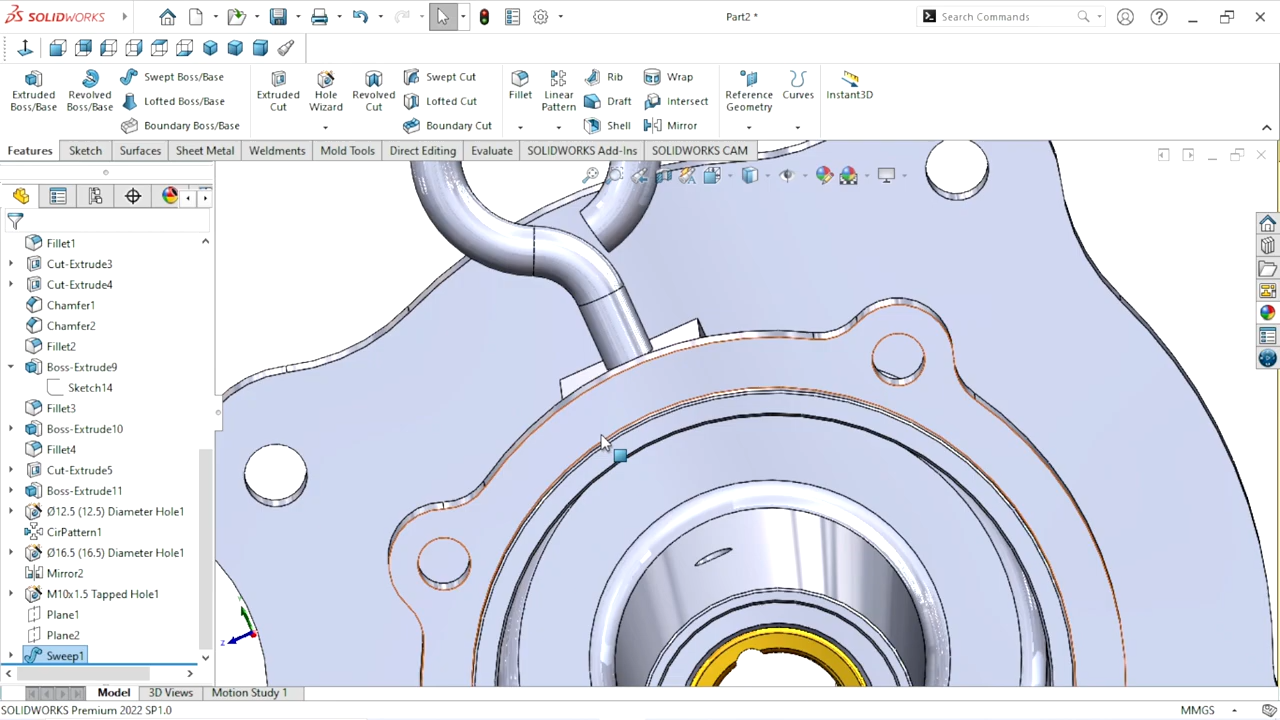 SOLIDWORKS
Part2 *
Search Commands
Extruded Boss/Base
Revolved Boss/Base
Swept Boss/Base
Lofted Boss/Base
Boundary Boss/Base
Extruded Cut
Hole Wizard
Revolved Cut
Swept Cut
Lofted Cut
Boundary Cut
Fillet
Linear Pattern
Rib
Draft
Shell
Wrap
Intersect
Mirror
Reference Geometry
Curves
Instant3D
Features
Sketch
Surfaces
Sheet Metal
Weldments
Mold Tools
Direct Editing
Evaluate
SOLIDWORKS Add-Ins
SOLIDWORKS CAM
Fillet1
Cut-Extrude3
Cut-Extrude4
Chamfer1
Chamfer2
Fillet2
Boss-Extrude9
Sketch14
Fillet3
Boss-Extrude10
Fillet4
Cut-Extrude5
Boss-Extrude11
Ø12.5 (12.5) Diameter Hole1
CirPattern1
Ø16.5 (16.5) Diameter Hole1
Mirror2
M10x1.5 Tapped Hole1
Plane1
Plane2
Sweep1
z
Model
3D Views
Motion Study 1
SOLIDWORKS Premium 2022 SP1.0
MMGS